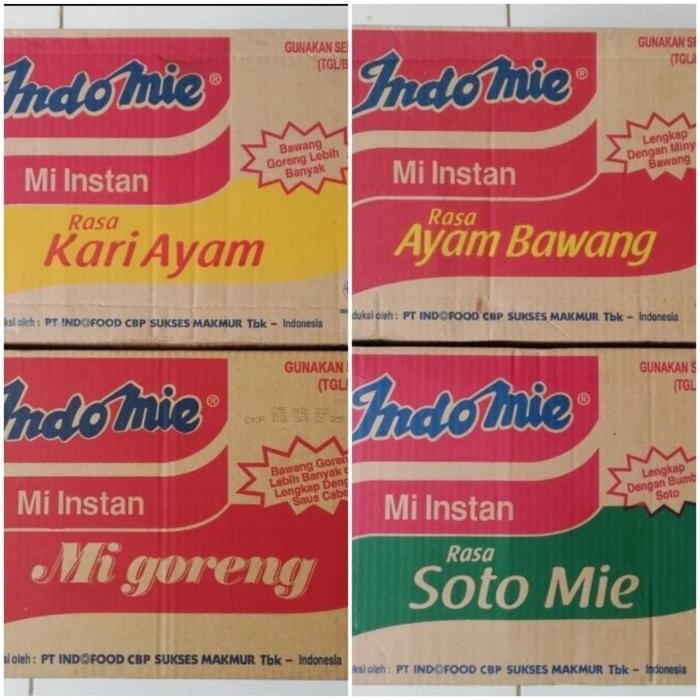 Indomie®
GUNAKAN SE
(TGL/B
Mi Instan
Bawang
Goreng Lebih
Banyak
Rasa
Kari Ayam
uksi oleh : PT INDOFOOD CBP SUKSES MAKMUR Tbk – Indonesia
Indomie®
GUNAKAN SE
(TGL/
Mi Instan
Lengkap
Dengan Miny
Bawang
Rasa
Ayam Bawang
duksi oleh : PT INDOFOOD CBP SUKSES MAKMUR Tbk – Indonesia
Indomie®
GUNAKAN S
(TGL/
Mi Instan
Bawang Goren
Lebih Banyak d
Lengkap Deng
Saus Cabe
Mi goreng
si oleh : PT INDOFOOD CBP SUKSES MAKMUR Tbk – Indonesia
Indomie®
GUNAKAN S
(TGL
Mi Instan
Lengkap
Dengan Bumb
Soto
Rasa
Soto Mie
ksi oleh : PT INDOFOOD CBP SUKSES MAKMUR Tbk – Indonesia